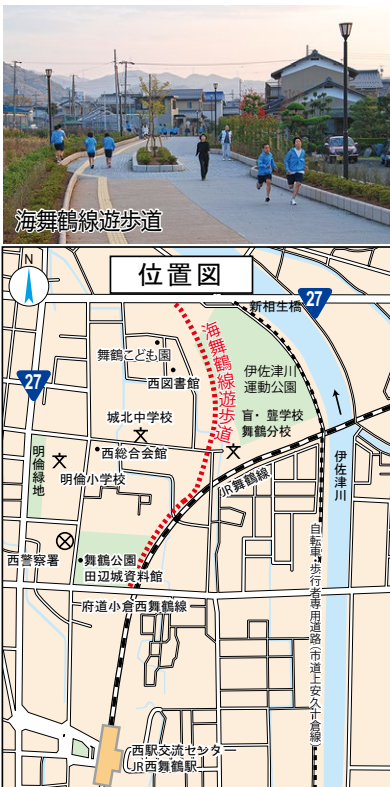 海舞鶴線遊歩道
位置図
N
27
新相生橋
海舞鶴線遊歩道
舞鶴こども園
西図書館
伊佐津川
運動公園
27
城北中学校
盲・聾学校
舞鶴分校
明倫緑地
西総合会館
明倫小学校
JR舞鶴線
伊佐津川
西警察署
舞鶴公園
田辺城資料館
府道小倉西舞鶴線
自転車・歩行者専用道路(市道上安久十倉線)
西駅交流センター
JR西舞鶴駅